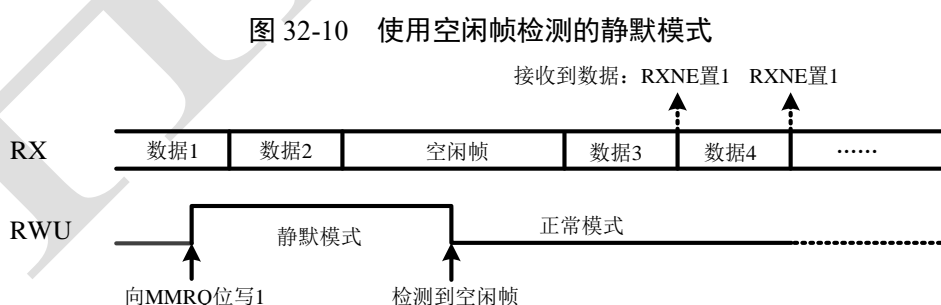 图 32-10 使用空闲帧检测的静默模式
接收到数据：RXNE置1 RXNE置1
RX 数据1 数据2 空闲帧 数据3 数据4 ……
RWU 静默模式 正常模式
向MMRQ位写1 检测到空闲帧